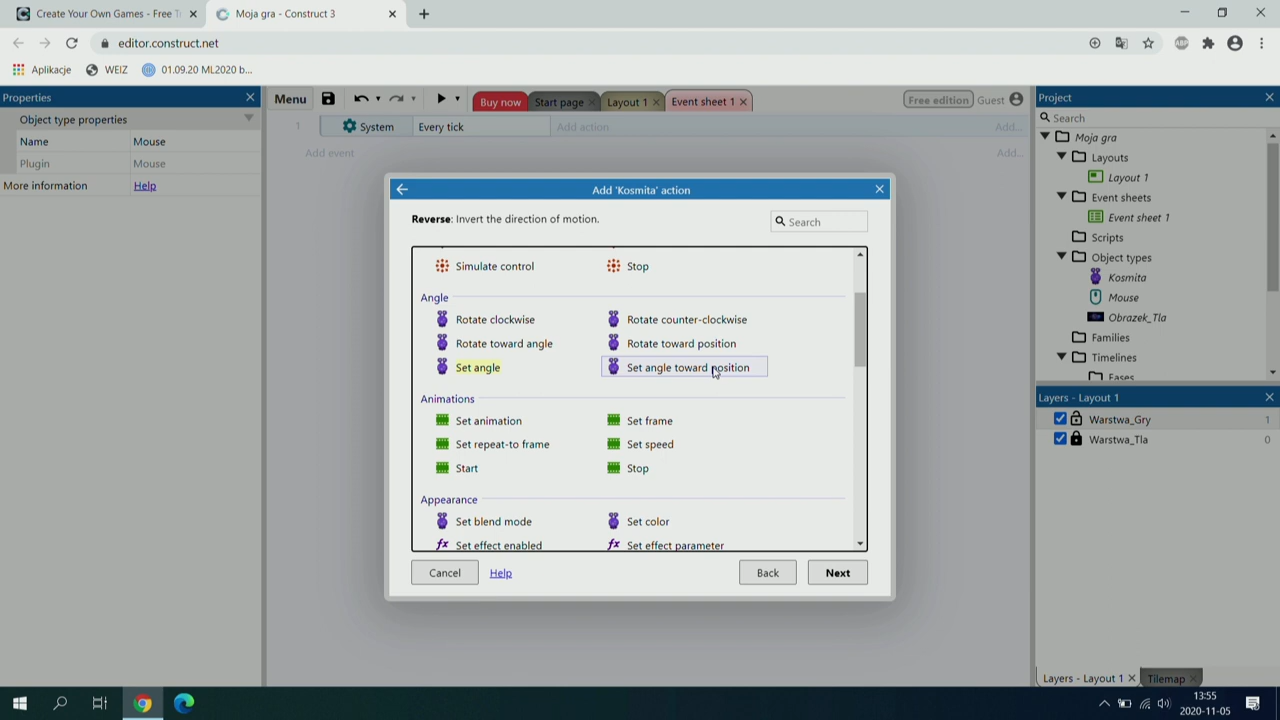 Create Your Own Games - Free T
Moja gra - Construct 3
editor.construct.net
ABP
Aplikacje
WEIZ
01.09.20 ML2020 b...
Properties
Object type properties
Name
Mouse
Plugin
Mouse
More information
Help
Menu
Buy now
Start page
Layout 1
Event sheet 1
Free edition
Guest
1
System
Every tick
Add action
Add...
Add event
Add...
Add 'Kosmita' action
Reverse: Invert the direction of motion.
Search
Simulate control
Stop
Angle
Rotate clockwise
Rotate counter-clockwise
Rotate toward angle
Rotate toward position
Set angle
Set angle toward position
Animations
Set animation
Set frame
Set repeat-to frame
Set speed
Start
Stop
Appearance
Set blend mode
Set color
fx Set effect enabled
fx Set effect parameter
Cancel
Help
Back
Next
Project
Search
Moja gra
Layouts
Layout 1
Event sheets
Event sheet 1
Scripts
Object types
Kosmita
Mouse
Obrazek_Tla
Families
Timelines
Eases
Layers - Layout 1
Warstwa_Gry
1
Warstwa_Tla
0
Layers - Layout 1
Tilemap
13:55
2020-11-05